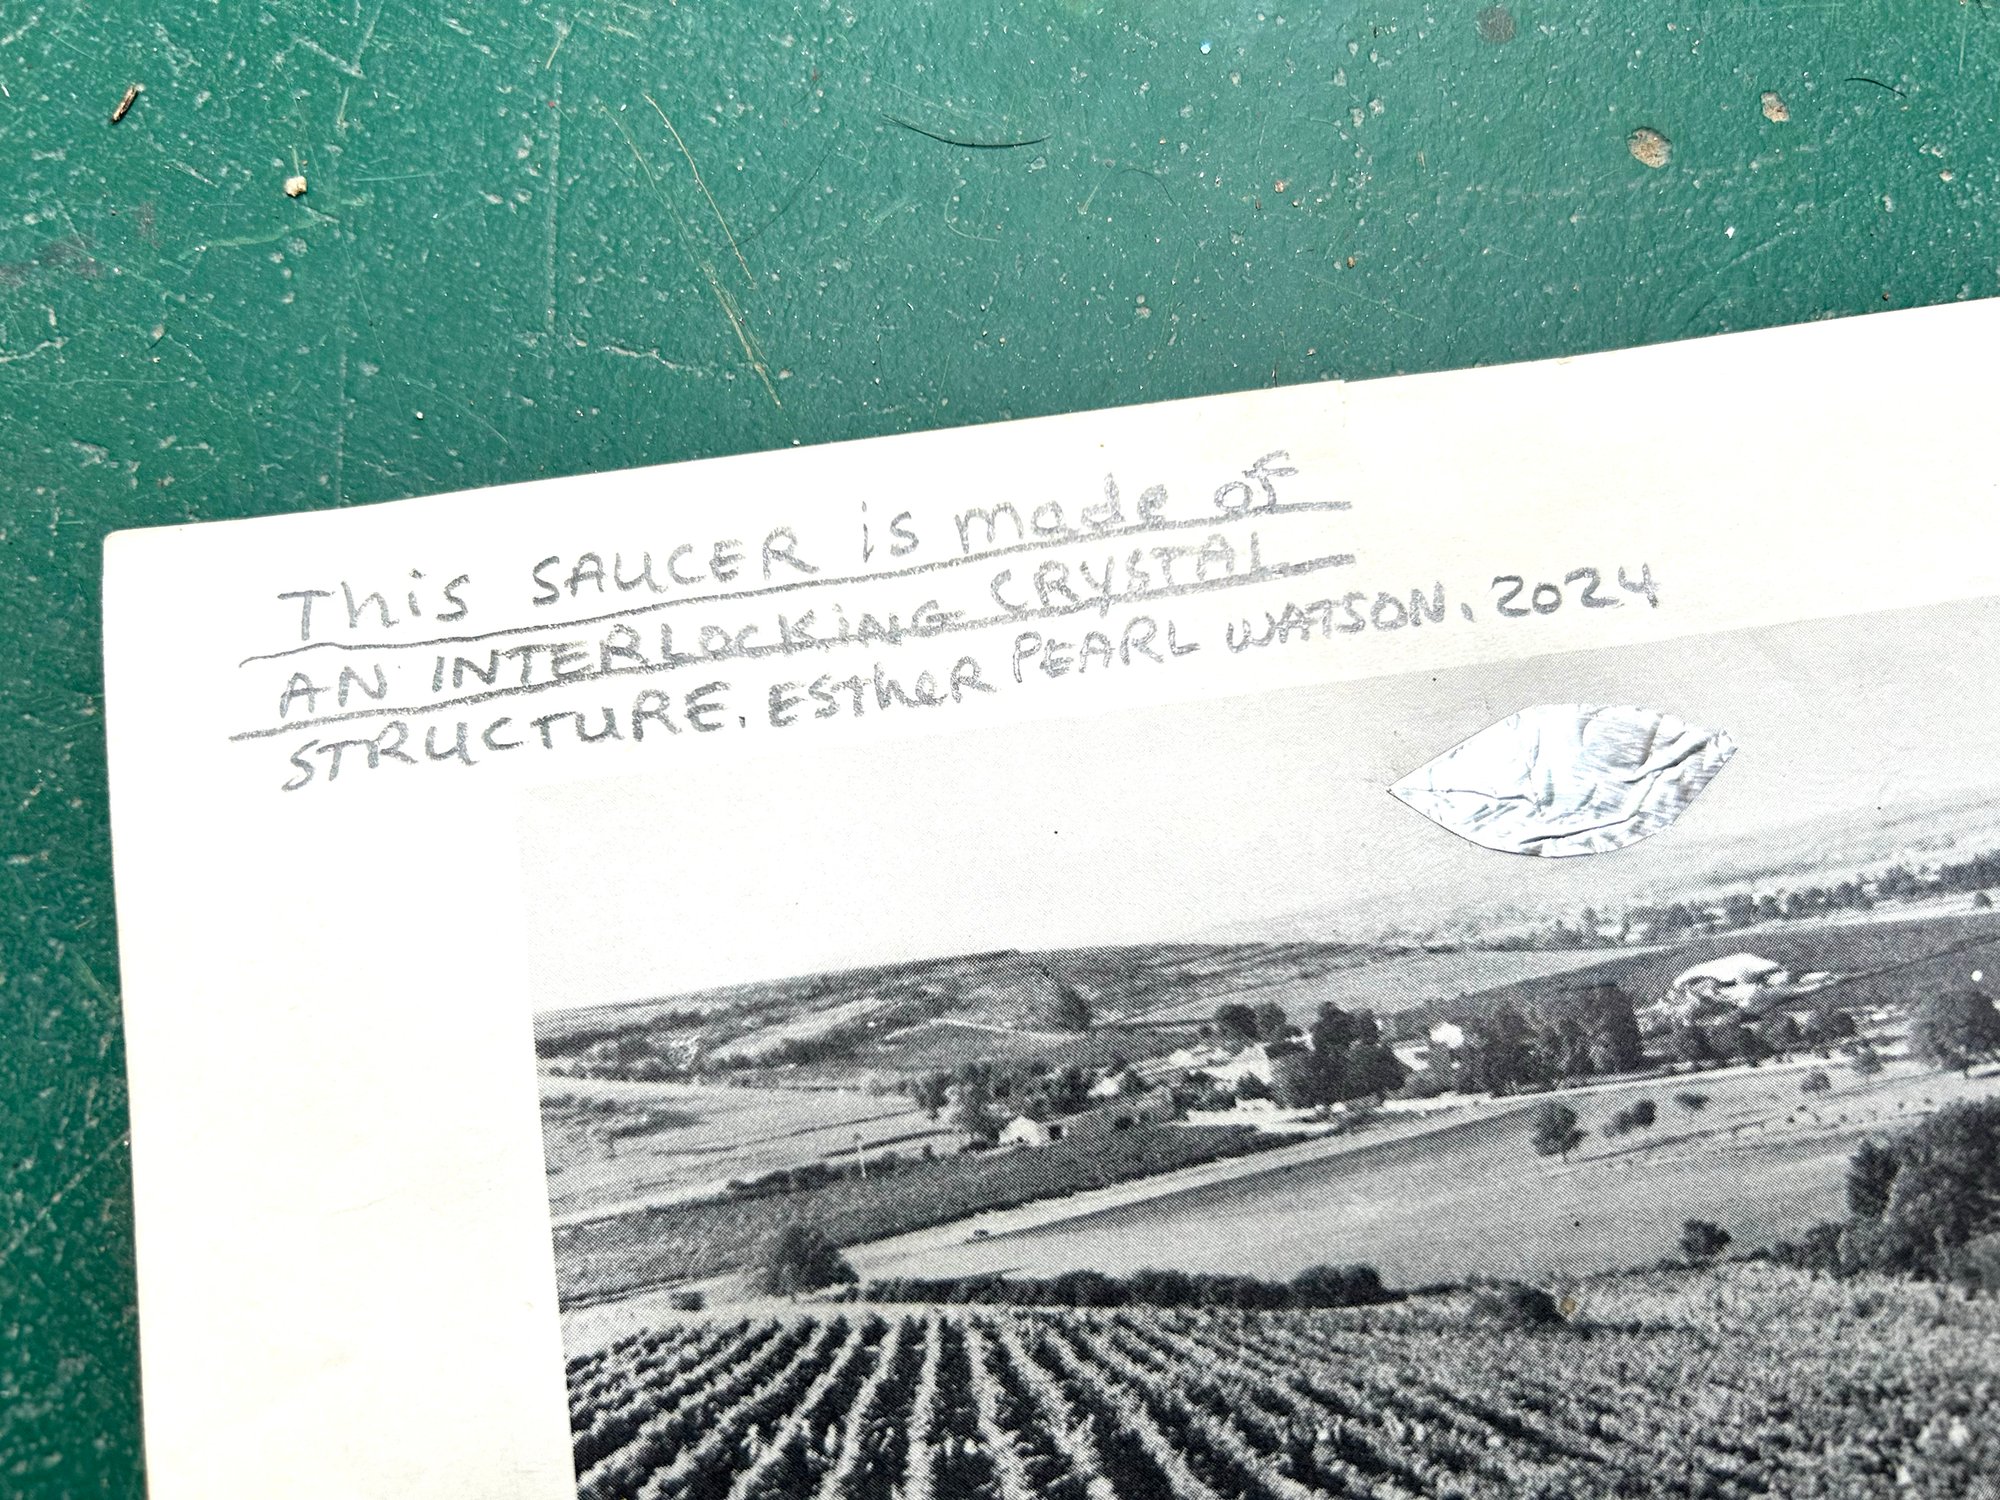 This SAUCER is made of
AN INTERLOCKING CRYSTAL
STRUCTURE. ESTHER PEARL WATSON. 2024